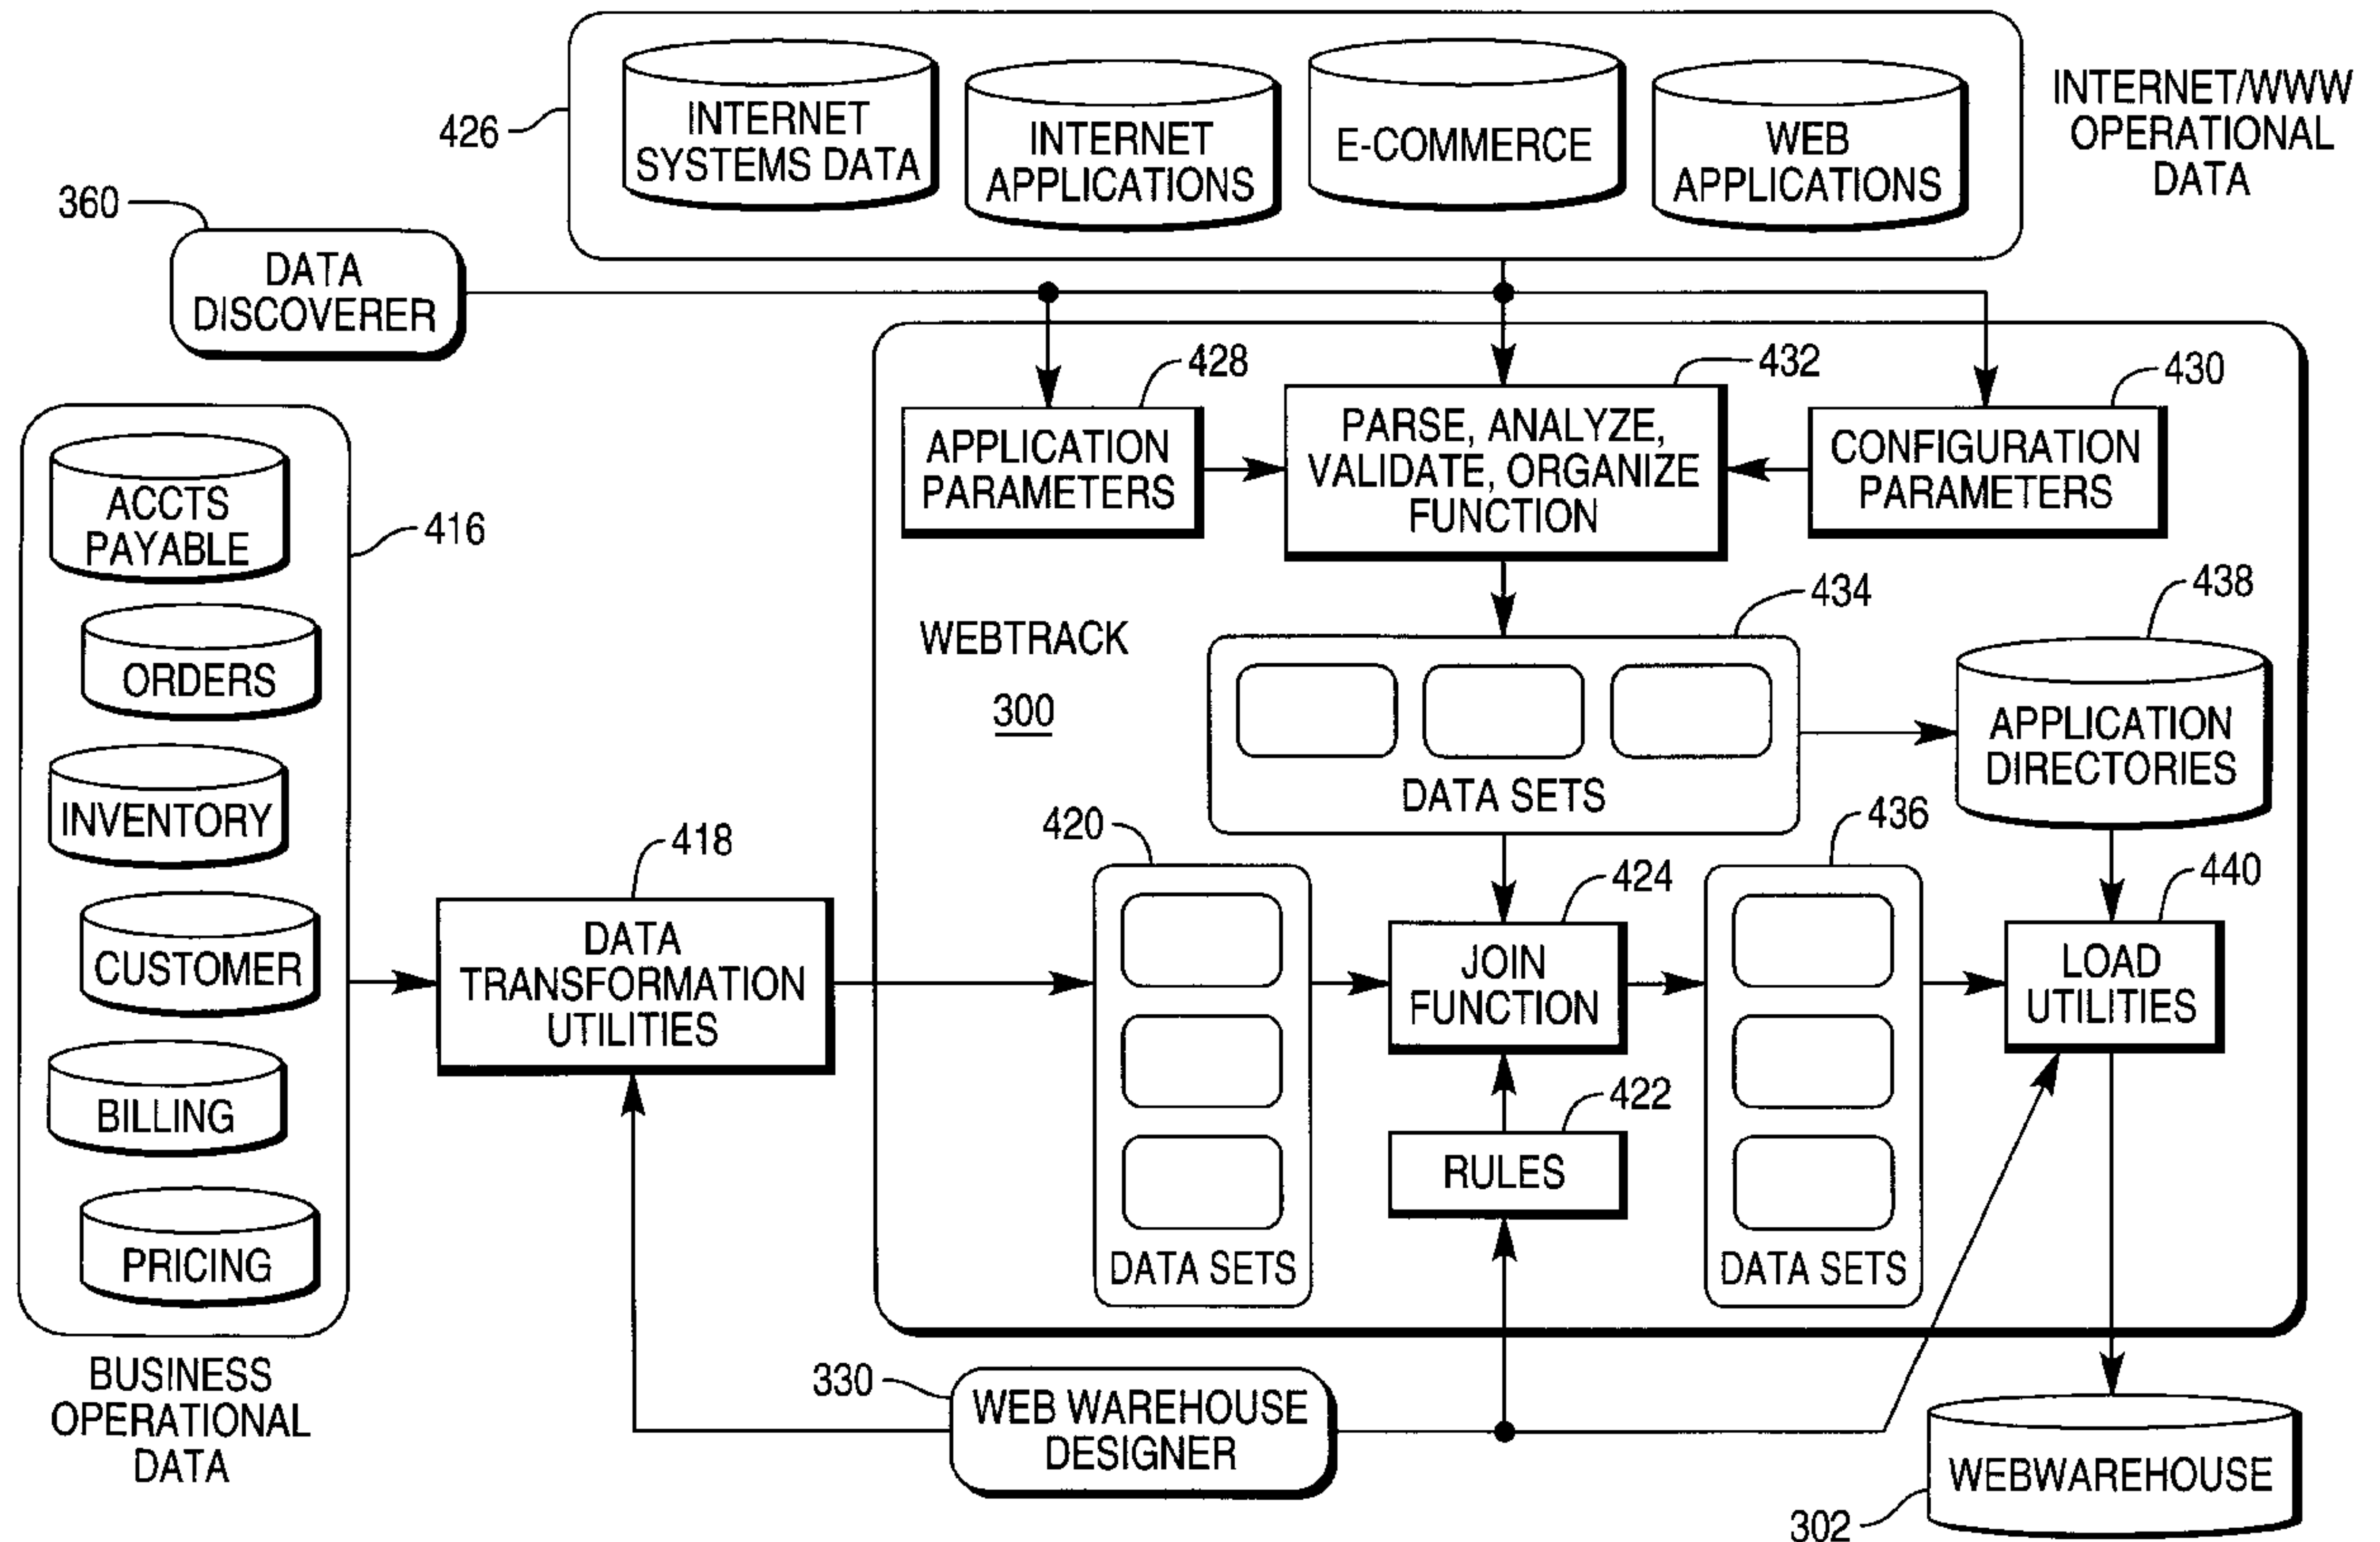 INTERNET
SYSTEMS DATA
INTERNET
APPLICATIONS
E-COMMERCE
WEB
APPLICATIONS
INTERNET/WWW
OPERATIONAL
DATA
426
360
DATA
DISCOVERER
428
432
430
APPLICATION
PARAMETERS
PARSE, ANALYZE,
VALIDATE, ORGANIZE
FUNCTION
CONFIGURATION
PARAMETERS
ACCTS
PAYABLE
416
ORDERS
INVENTORY
CUSTOMER
BILLING
PRICING
BUSINESS
OPERATIONAL
DATA
WEBTRACK
300
434
DATA SETS
438
APPLICATION
DIRECTORIES
418
DATA
TRANSFORMATION
UTILITIES
420
DATA SETS
424
JOIN
FUNCTION
422
RULES
436
DATA SETS
440
LOAD
UTILITIES
330
WEB WAREHOUSE
DESIGNER
WEBWAREHOUSE
302